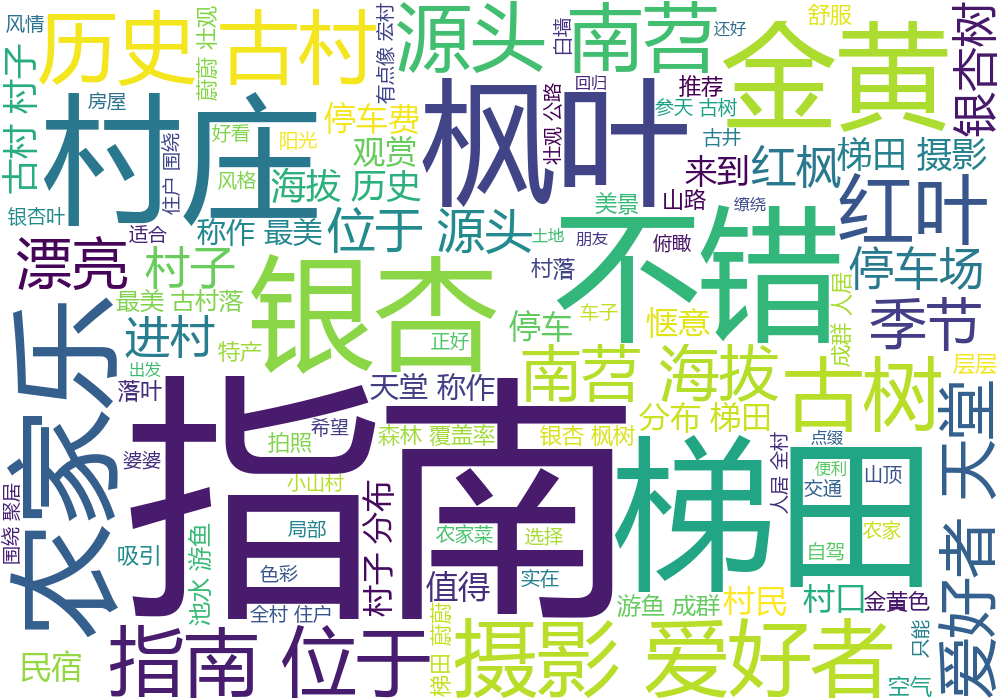 风情
历史
壮观
蔚蔚
古村
有点像 宏村
源头
南召
白墙
还好
金黄
舒服
银杏树
古村 村子
房屋
村庄
住户 围绕
好看
阳光
停车费
观赏
枫叶
回归
壮观 公路
推荐
参天 古树
古井
来到
红枫
梯田 摄影
风格
海拔 历史
银杏叶
适合
称作 最美
位于 源头
土地
朋友
美景
山路
俯瞰
缭绕
红叶
漂亮
村子
银杏
村落
不错
停车场
成群 人居
最美 古村落
车子
惬意
季节
农家乐
进村
特产
正好
停车
出发
南召 海拔
古树
层层
落叶
天堂 称作
指南
希望
拍照
森林 覆盖率
银杏 枫树
分布 梯田
点缀
人居 全村
爱好者 天堂
婆婆
小山村
梯田
便利
交通
山顶
围绕 聚居
池水 游鱼
吸引
局部
村子 分布
农家菜
选择
自驾
农家
色彩
值得
实在
全村 住户
游鱼 成群
村民
村口
金黄色
民宿
指南 位于
梯田 蔚蔚
摄影 爱好者
只能
空气